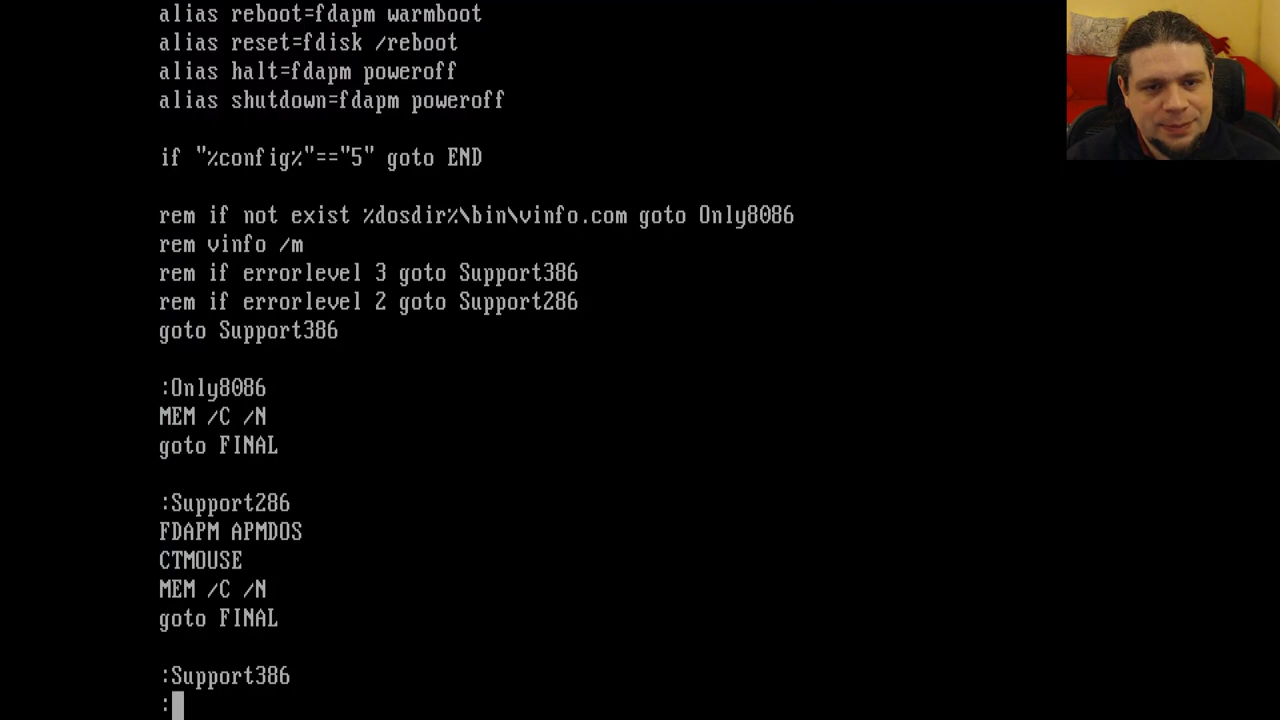 alias reboot=fdapm warmboot
alias reset=fdisk /reboot
alias halt=fdapm poweroff
alias shutdown=fdapm poweroff
if "%config%"=="5" goto END
rem if not exist %dosdir%\bin\vinfo.com goto Only8086
rem vinfo /m
rem if errorlevel 3 goto Support386
rem if errorlevel 2 goto Support286
goto Support386
:Only8086
MEM /C /N
goto FINAL
:Support286
FDAPM APMDOS
CTMOUSE
MEM /C /N
goto FINAL
:Support386
: